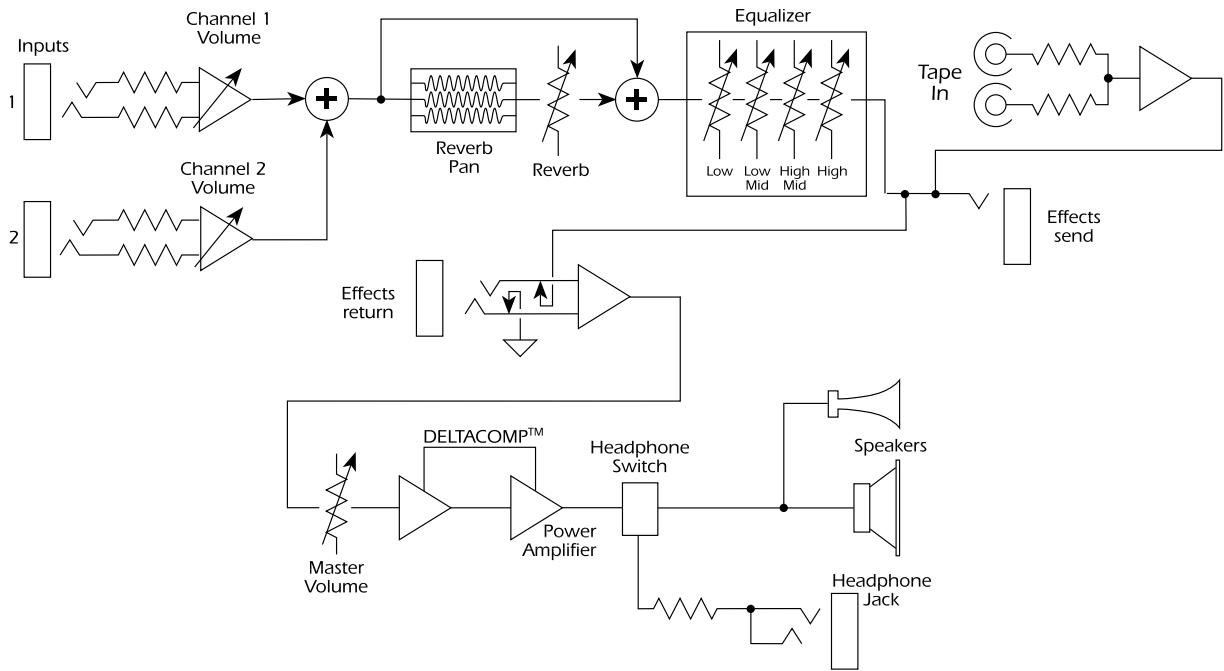 Inputs
Channel 1
Volume
1
Reverb
Pan
Reverb
Equalizer
Low
Low
Mid
High
Mid
High
Tape
In
Channel 2
Volume
2
Effects
send
Effects
return
DELTACOMP™
Headphone
Switch
Speakers
Power
Amplifier
Master
Volume
Headphone
Jack